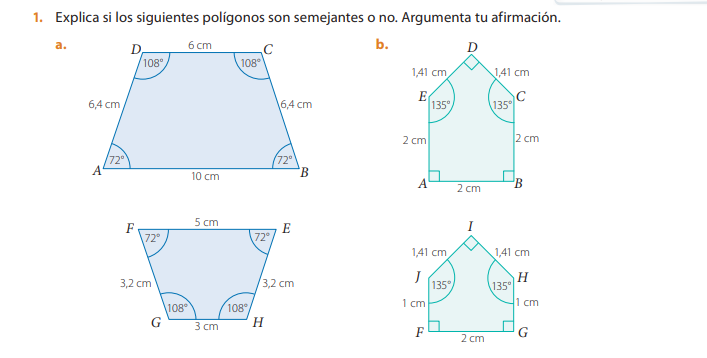 1. Explica si los siguientes polígonos son semejantes o no. Argumenta tu afirmación.
a.
D 6 cm C
108° 108°
6,4 cm 6,4 cm
72° 72°
A 10 cm B
F 5 cm E
72° 72°
3,2 cm 3,2 cm
108° 108°
G 3 cm H
b.
D
1,41 cm 1,41 cm
E 135° 135° C
2 cm 2 cm
A 2 cm B
I
1,41 cm 1,41 cm
J 135° 135° H
1 cm 1 cm
F 2 cm G